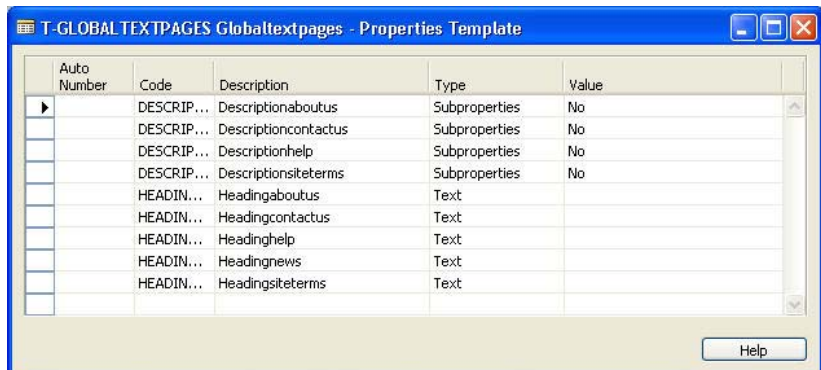 T-GLOBALTEXTPAGES Globaltextpages - Properties Template
Auto Number Code Description Type Value
DESCRIP... Descriptionaboutus Subproperties No
DESCRIP... Descriptioncontactus Subproperties No
DESCRIP... Descriptionhelp Subproperties No
DESCRIP... Descriptionsiteterms Subproperties No
HEADIN... Headingaboutus Text
HEADIN... Headingcontactus Text
HEADIN... Headinghelp Text
HEADIN... Headingnews Text
HEADIN... Headingsiteterms Text
Help